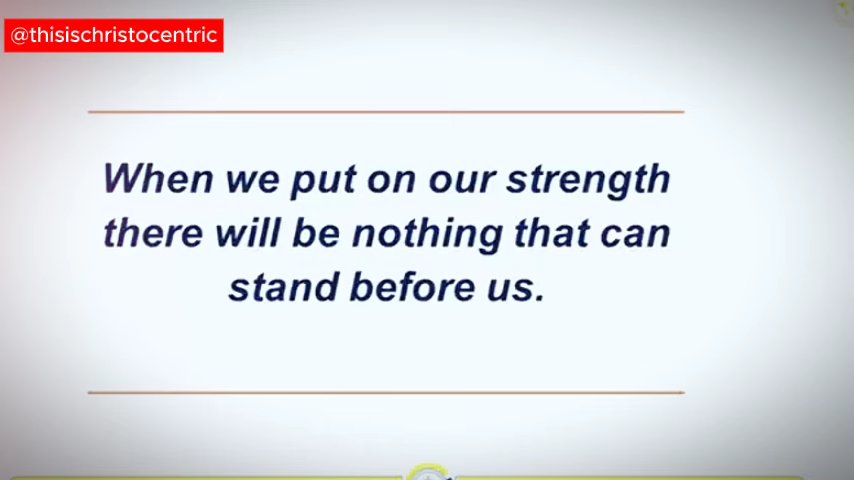 @thisischristocentric
When we put on our strength
there will be nothing that can
stand before us.